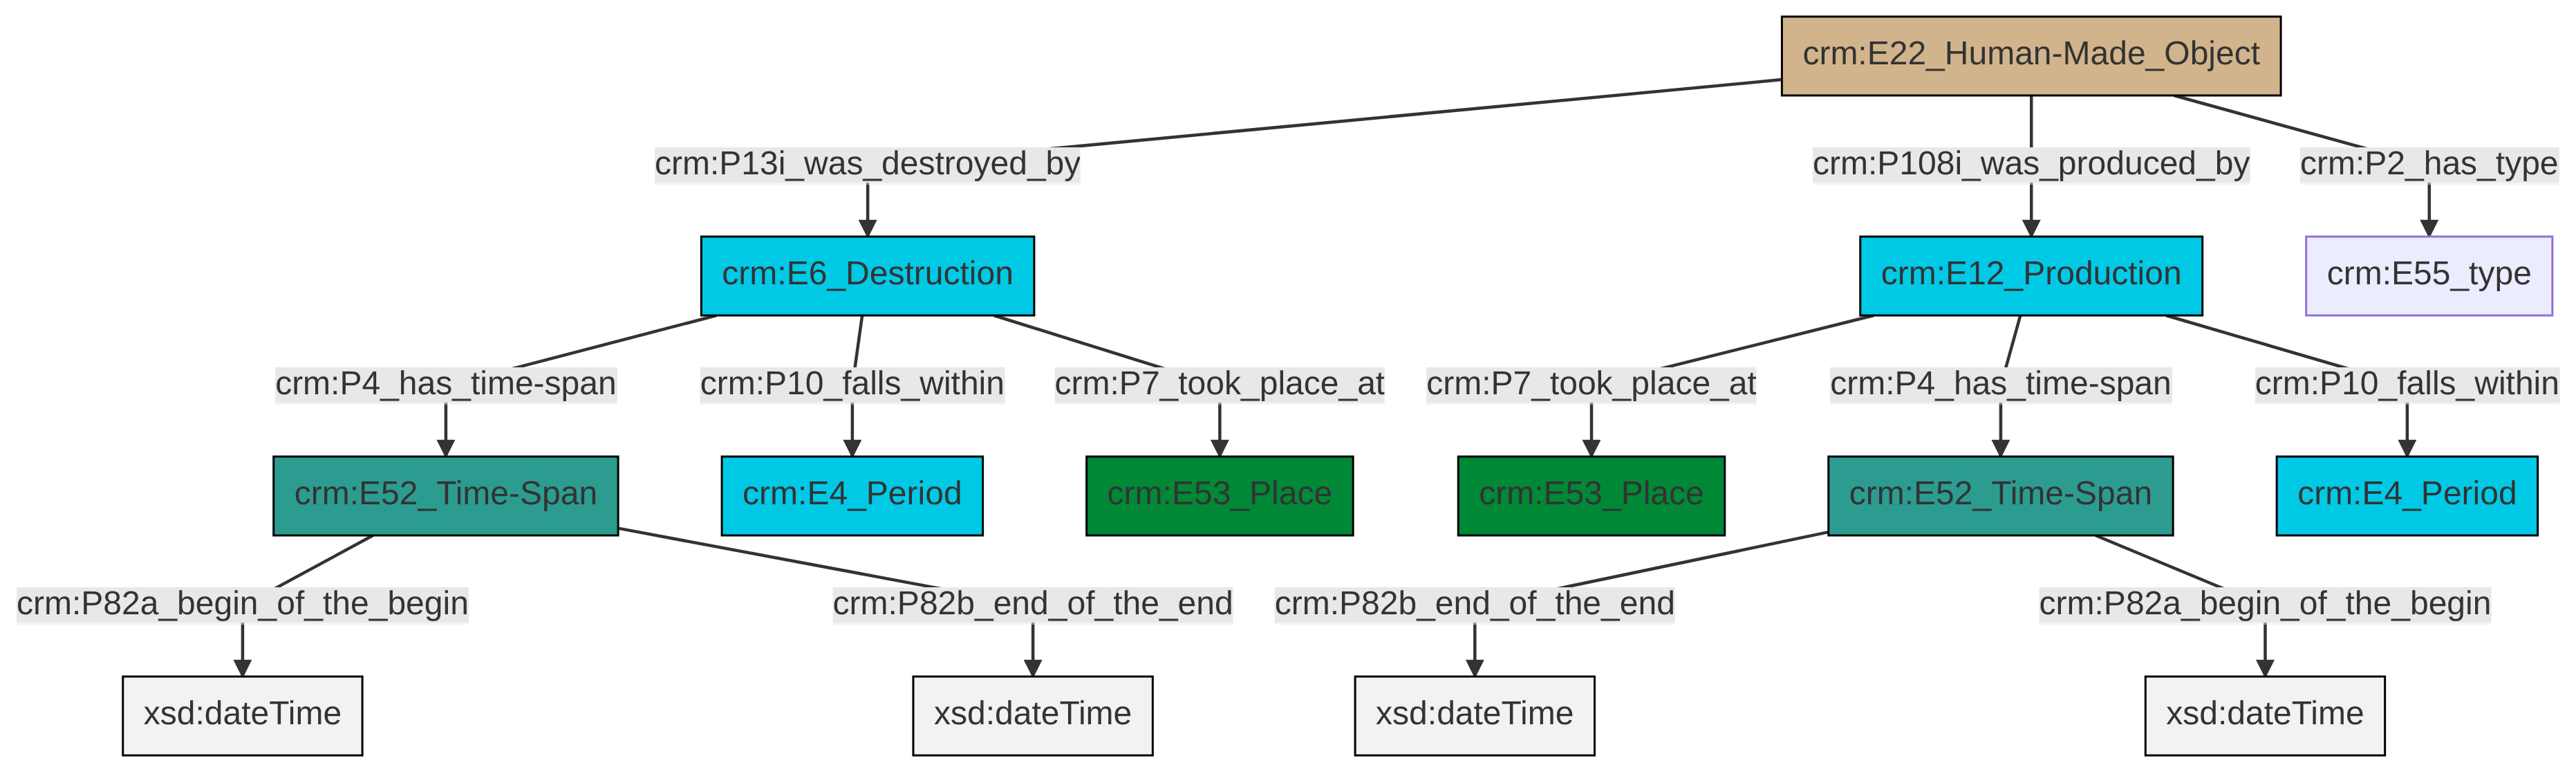 crm:E22_Human-Made_Object
crm:P13i_was_destroyed_by
crm:P108i_was_produced_by
crm:P2_has_type
crm:E6_Destruction
crm:E12_Production
crm:E55_type
crm:P4_has_time-span
crm:P10_falls_within
crm:P7_took_place_at
crm:P7_took_place_at
crm:P4_has_time-span
crm:P10_falls_within
crm:E52_Time-Span
crm:E4_Period
crm:E53_Place
crm:E53_Place
crm:E52_Time-Span
crm:E4_Period
crm:P82a_begin_of_the_begin
crm:P82b_end_of_the_end
crm:P82b_end_of_the_end
crm:P82a_begin_of_the_begin
xsd:dateTime
xsd:dateTime
xsd:dateTime
xsd:dateTime